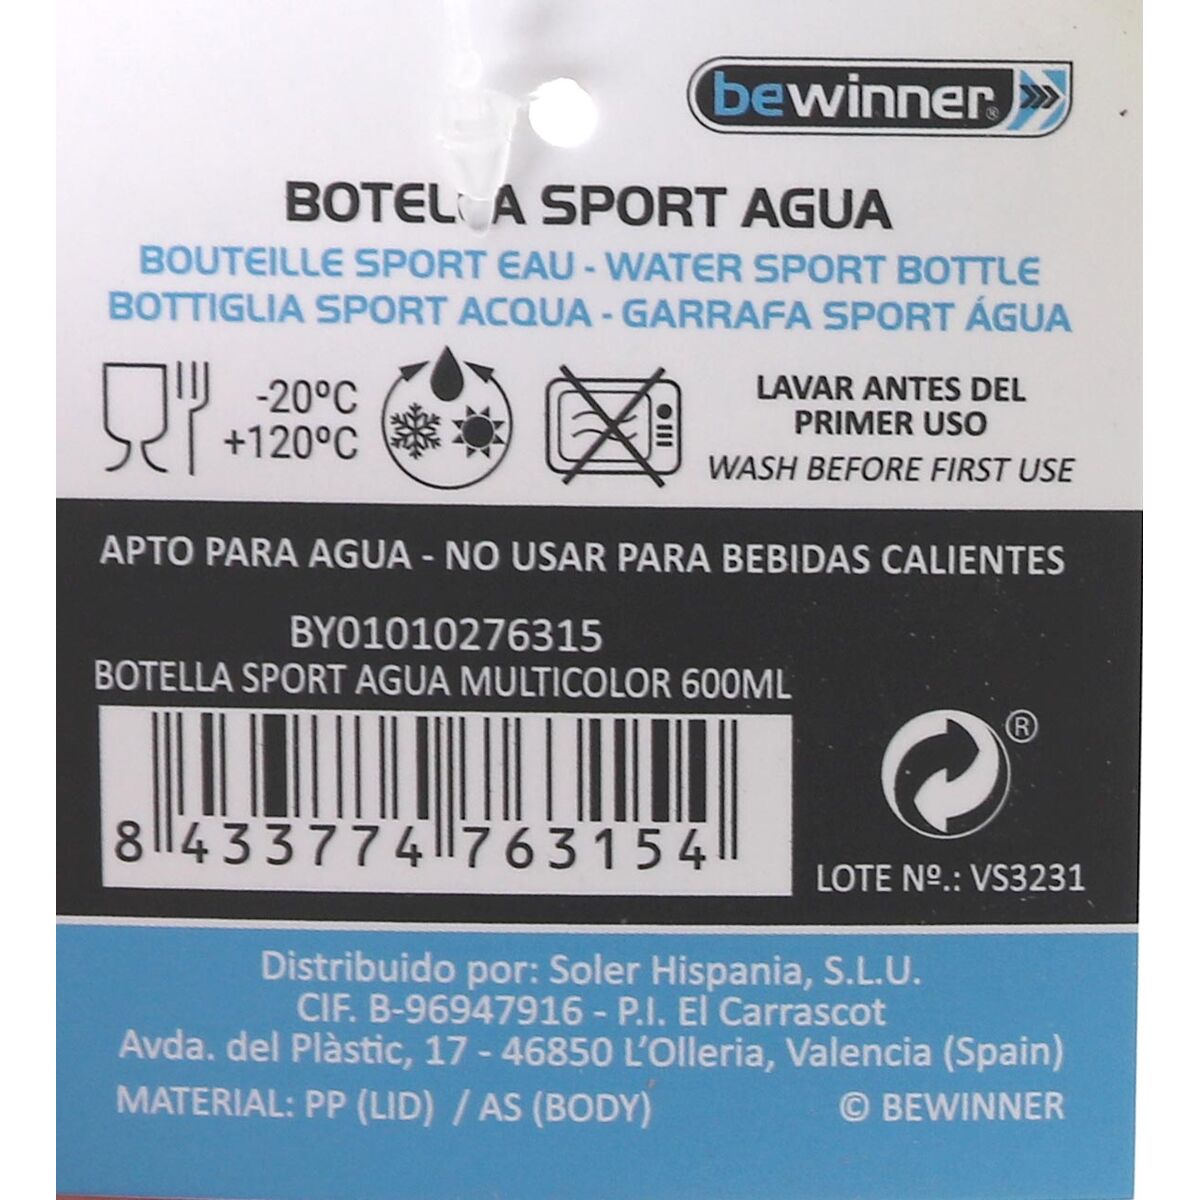 bewinner®
BOTELLA SPORT AGUA
BOUTEILLE SPORT EAU - WATER SPORT BOTTLE
BOTTIGLIA SPORT ACQUA - GARRAFA SPORT ÁGUA
-20ºC
+120ºC
LAVAR ANTES DEL
PRIMER USO
WASH BEFORE FIRST USE
APTO PARA AGUA - NO USAR PARA BEBIDAS CALIENTES
BY01010276315
BOTELLA SPORT AGUA MULTICOLOR 600ML
®
8 433774 763154
LOTE Nº.: VS3231
Distribuido por: Soler Hispania, S.L.U.
CIF. B-96947916 - P.I. El Carrascot
Avda. del Plàstic, 17 - 46850 L'Olleria, Valencia (Spain)
MATERIAL: PP (LID) / AS (BODY)
© BEWINNER